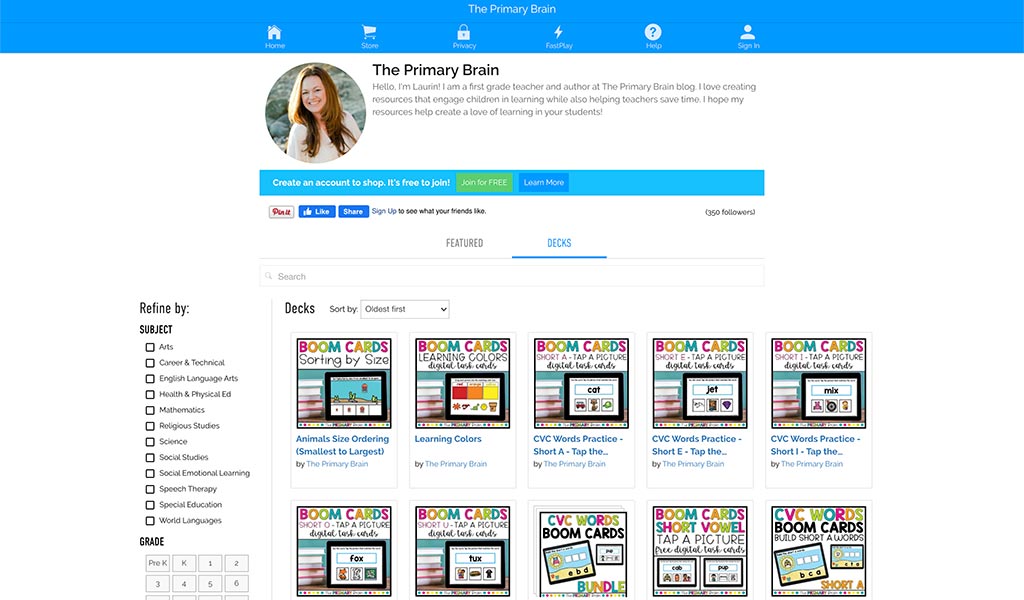 The Primary Brain
Home
Store
Privacy
FastPlay
Help
Sign In
The Primary Brain
Hello, I'm Laurin! I am a first grade teacher and author at The Primary Brain blog. I love creating
resources that engage children in learning while also helping teachers save time. I hope my
resources help create a love of learning in your students!
Create an account to shop. It's free to join!
Join for FREE
Learn More
Pin it
Like
Share
Sign Up to see what your friends like.
(350 followers)
FEATURED
DECKS
Search
Refine by:
SUBJECT
Arts
Career & Technical
English Language Arts
Health & Physical Ed
Mathematics
Religious Studies
Science
Social Studies
Social Emotional Learning
Speech Therapy
Special Education
World Languages
GRADE
Pre K
K
1
2
3
4
5
6
Decks
Sort by:
Oldest first
BOOM CARDS
Sorting by Size
Animals Size Ordering
(Smallest to Largest)
by The Primary Brain
BOOM CARDS
LEARNING COLORS
digital task cards
Learning Colors
by The Primary Brain
BOOM CARDS
SHORT A - TAP A PICTURE
digital task cards
cat
CVC Words Practice -
Short A - Tap the...
by The Primary Brain
BOOM CARDS
SHORT E - TAP A PICTURE
digital task cards
jet
CVC Words Practice -
Short E - Tap the...
by The Primary Brain
BOOM CARDS
SHORT I - TAP A PICTURE
digital task cards
mix
CVC Words Practice -
Short I - Tap the...
by The Primary Brain
BOOM CARDS
SHORT O - TAP A PICTURE
digital task cards
fox
BOOM CARDS
SHORT U - TAP A PICTURE
digital task cards
tux
CVC WORDS
BOOM CARDS
pup
e b d
BUNDLE
BOOM CARDS
SHORT VOWEL
TAP A PICTURE
free digital task cards
cab
pup
CVC WORDS
BOOM CARDS
BUILD SHORT A WORDS
b c a
c t o
SHORT A